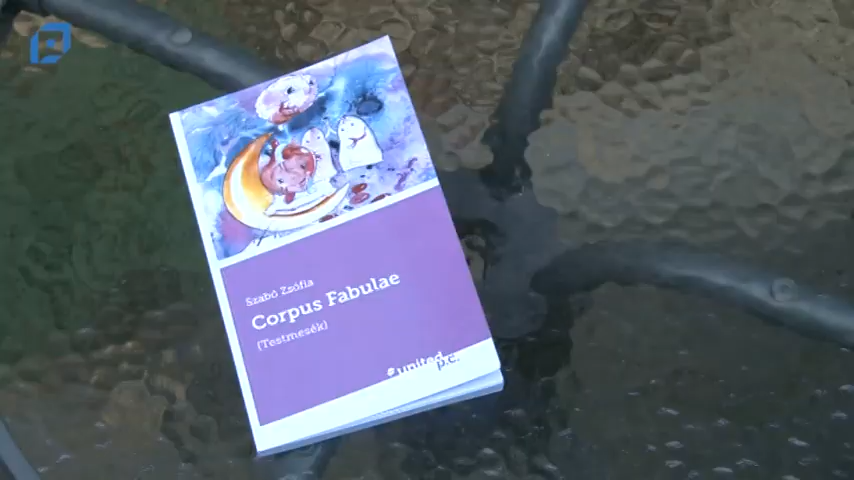 Szabó Zsófia
Corpus Fabulae
(Testmesék)
#united
p.c.